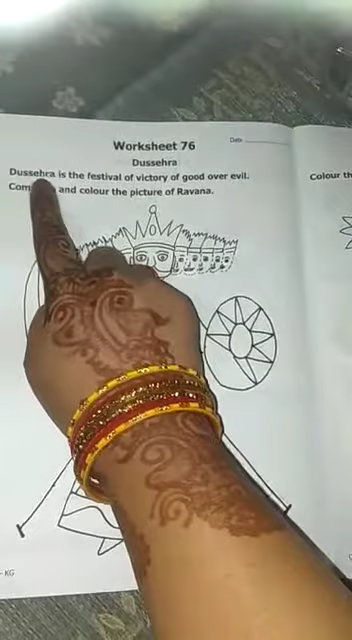 Worksheet 76
Date
Dussehra
Dussehra is the festival of victory of good over evil.
and colour the picture of Ravana.
Colour th
- KG